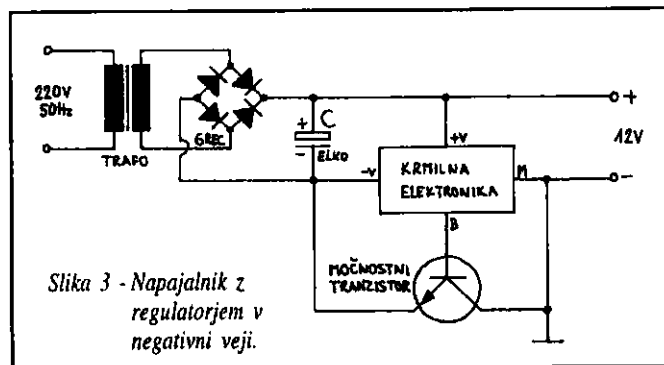 220V
50Hz
TRAFO
GREC
+ C
-
ELKO
+V
-V
KRMILNA
ELEKTRONIKA
M
B
+
12V
-
MOČNOSTNI
TRANZISTOR
Slika 3 - Napajalnik z
regulatorjem v
negativni veji.